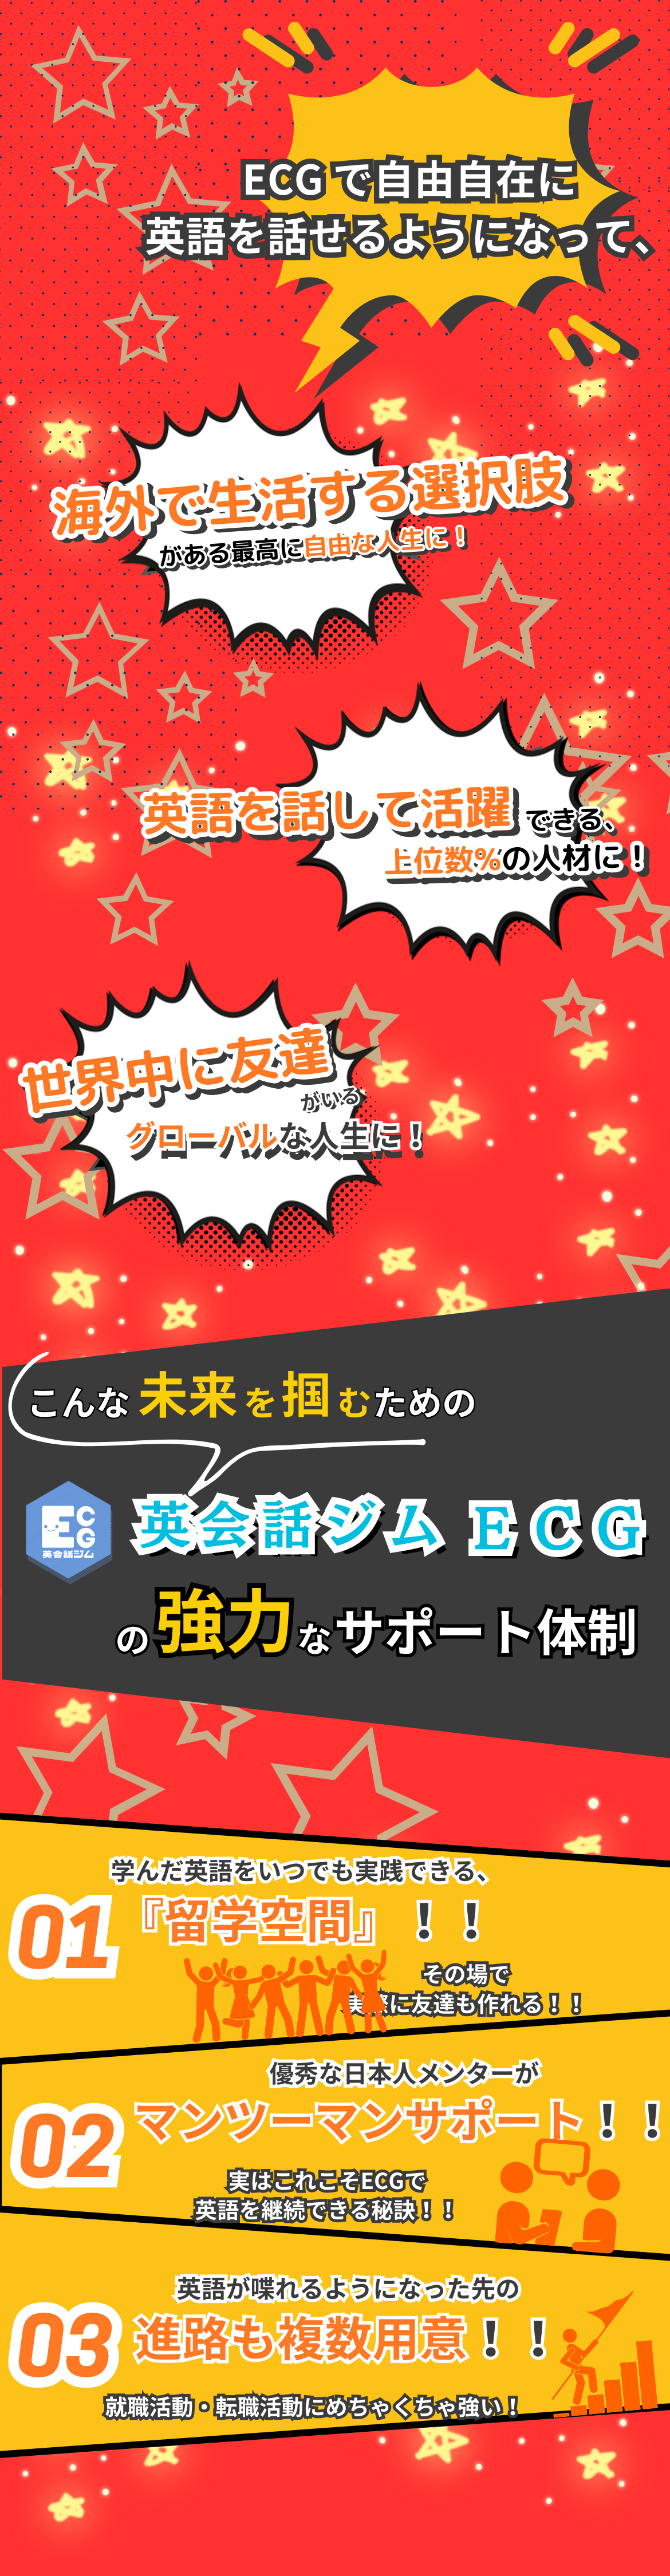 ECGで自由自在に
英語を話せるようになって、
海外で生活する選択肢
がある最高に自由な人生に！
英語を話して活躍できる、
上位数%の人材に！
世界中に友達
がいる
グローバルな人生に！
こんな未来を掴むための
ECG
英会話ジム
英会話ジム ECG
の強力なサポート体制
学んだ英語をいつでも実践できる、
01
『留学空間』！！
その場で
実際に友達も作れる！！
優秀な日本人メンターが
02
マンツーマンサポート！！
実はこれこそECGで
英語を継続できる秘訣！！
英語が喋れるようになった先の
03
進路も複数用意！！
就職活動・転職活動にめちゃくちゃ強い！